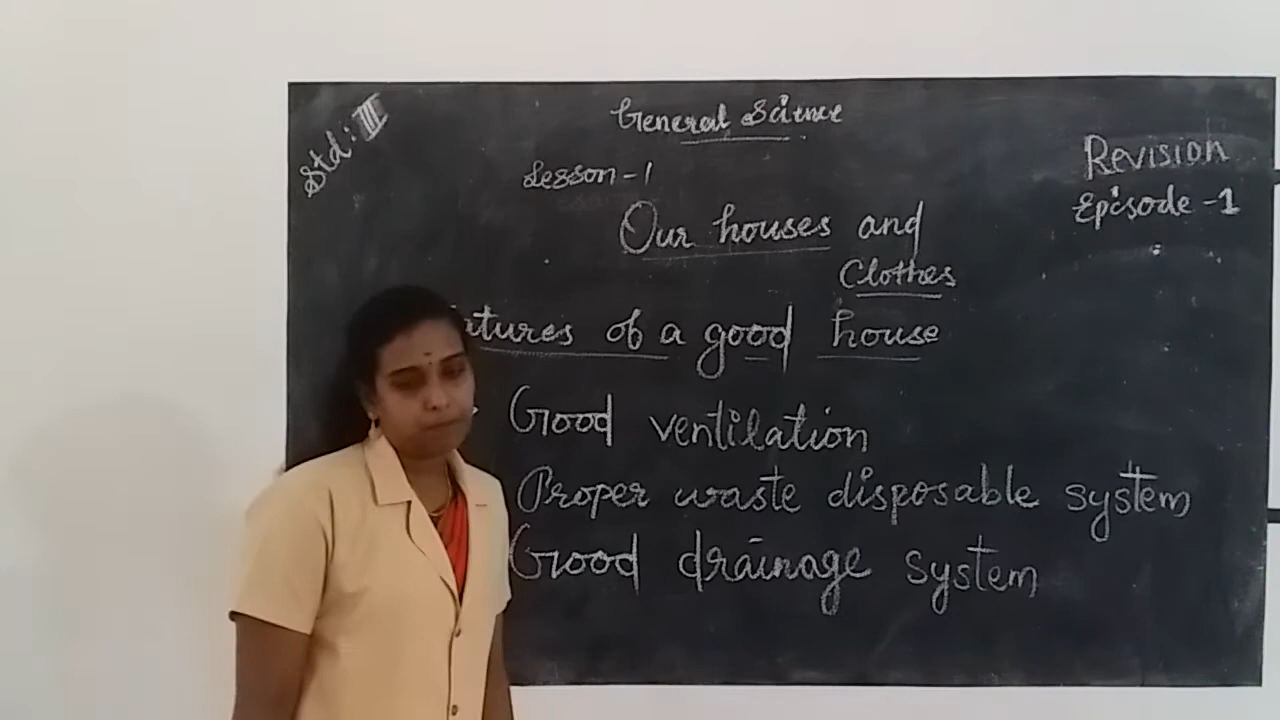 Std: III
General Science
Revision
Episode -1
Lesson - 1
Our houses and
Clothes
atures of a good house
Good ventilation
Proper waste disposable system
Good drainage system